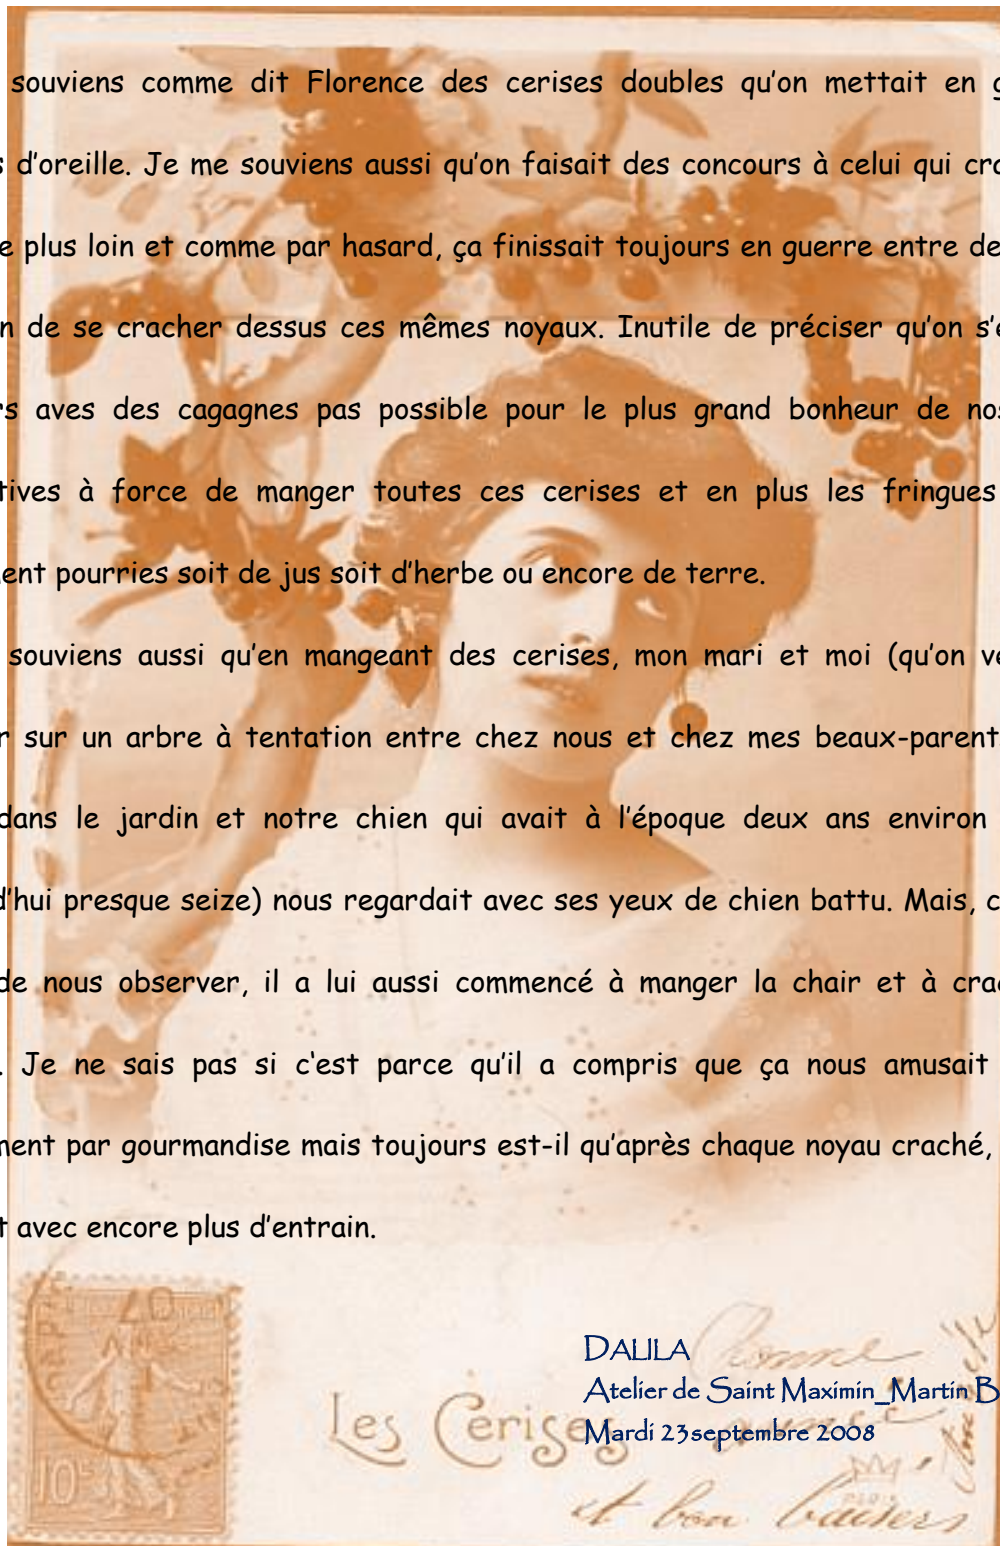 souviens comme dit Florence des cerises doubles qu'on mettait en g
s d'oreille. Je me souviens aussi qu'on faisait des concours à celui qui cra
e plus loin et comme par hasard, ça finissait toujours en guerre entre de
n de se cracher dessus ces mêmes noyaux. Inutile de préciser qu'on s'e
rs aves des cagagnes pas possible pour le plus grand bonheur de nos
tives à force de manger toutes ces cerises et en plus les fringues
ent pourries soit de jus soit d'herbe ou encore de terre.
souviens aussi qu'en mangeant des cerises, mon mari et moi (qu'on ve
r sur un arbre à tentation entre chez nous et chez mes beaux-parents
dans le jardin et notre chien qui avait à l'époque deux ans environ
d'hui presque seize) nous regardait avec ses yeux de chien battu. Mais, c
de nous observer, il a lui aussi commencé à manger la chair et à crac
. Je ne sais pas si c'est parce qu'il a compris que ça nous amusait
ment par gourmandise mais toujours est-il qu'après chaque noyau craché,
t avec encore plus d'entrain.
DALILA
Atelier de Saint Maximin_Martin B
Mardi 23septembre 2008
Les Cerises
10c
et bon baisers